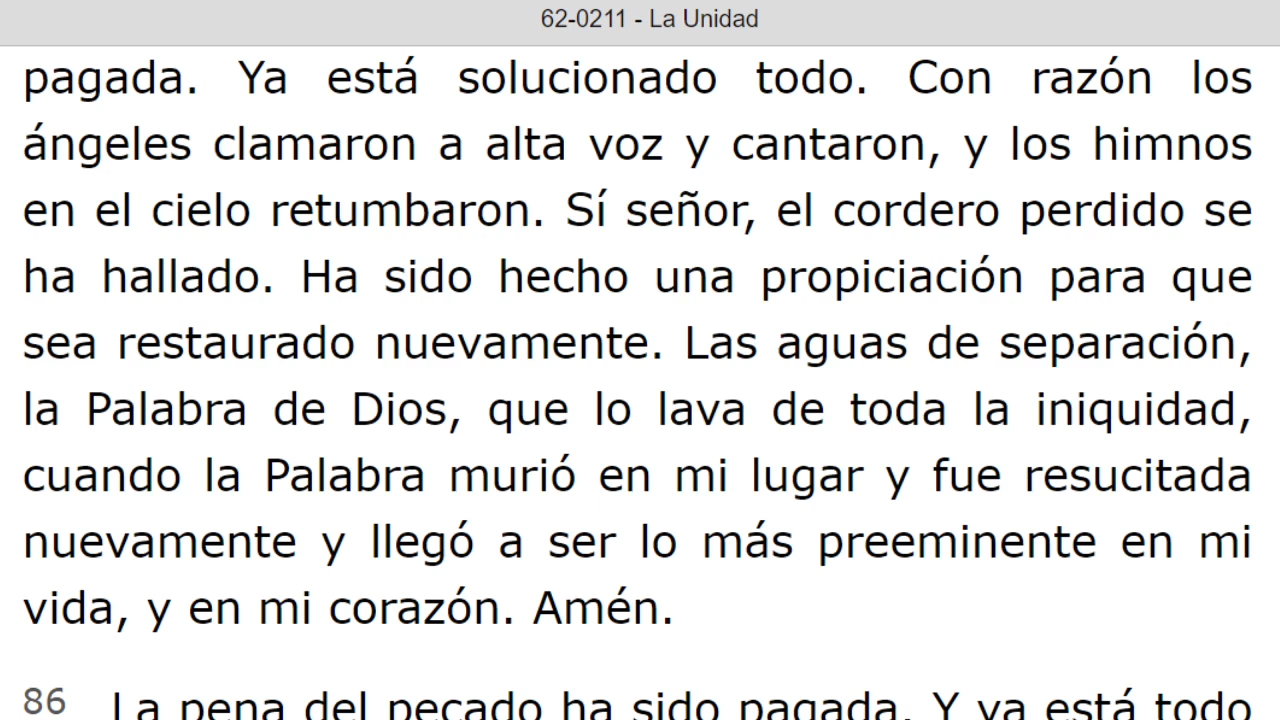 62-0211 - La Unidad
pagada. Ya está solucionado todo. Con razón los
ángeles clamaron a alta voz y cantaron, y los himnos
en el cielo retumbaron. Sí señor, el cordero perdido se
ha hallado. Ha sido hecho una propiciación para que
sea restaurado nuevamente. Las aguas de separación,
la Palabra de Dios, que lo lava de toda la iniquidad,
cuando la Palabra murió en mi lugar y fue resucitada
nuevamente y llegó a ser lo más preeminente en mi
vida, y en mi corazón. Amén.
86 La pena del pecado ha sido pagada. Y ya está todo